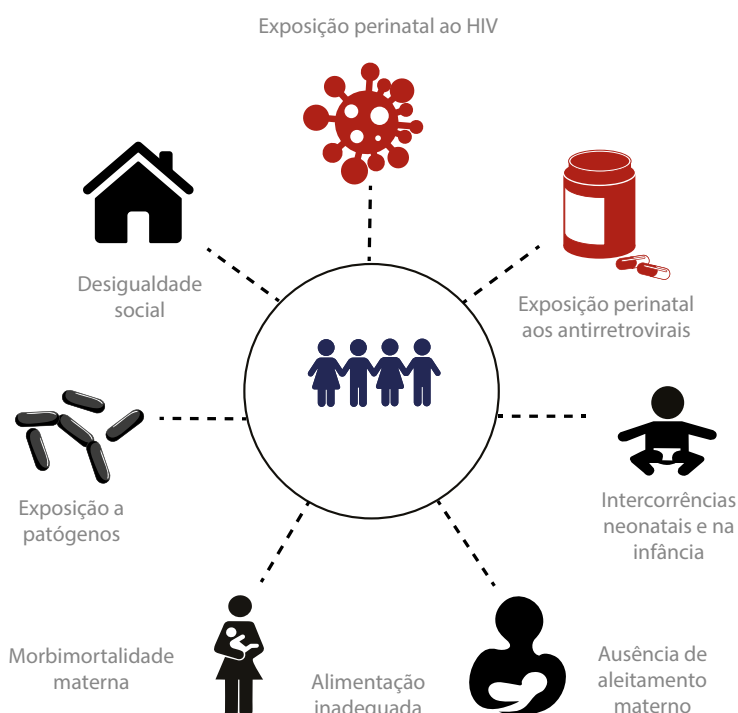 Exposição perinatal ao HIV
Desigualdade
social
Exposição perinatal
aos antirretrovirais
Exposição a
patógenos
Intercorrências
neonatais e na
infância
Morbimortalidade
materna
Alimentação
inadequada
Ausência de
aleitamento
materno